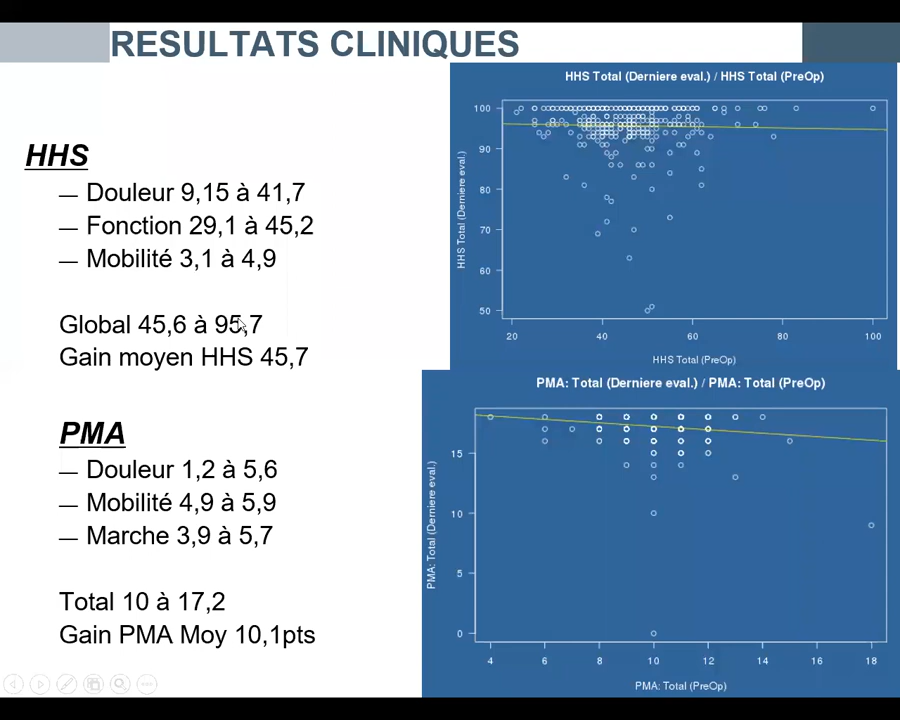 RESULTATS CLINIQUES
HHS
— Douleur 9,15 à 41,7
— Fonction 29,1 à 45,2
— Mobilité 3,1 à 4,9
Global 45,6 à 95,7
Gain moyen HHS 45,7
PMA
— Douleur 1,2 à 5,6
— Mobilité 4,9 à 5,9
— Marche 3,9 à 5,7
Total 10 à 17,2
Gain PMA Moy 10,1pts
HHS Total (Derniere eval.) / HHS Total (PreOp)
HHS Total (Derniere eval.)
100
90
80
70
60
50
20 40 60 80 100
HHS Total (PreOp)
PMA: Total (Derniere eval.) / PMA: Total (PreOp)
PMA: Total (Derniere eval.)
15
10
5
0
4 6 8 10 12 14 16 18
PMA: Total (PreOp)